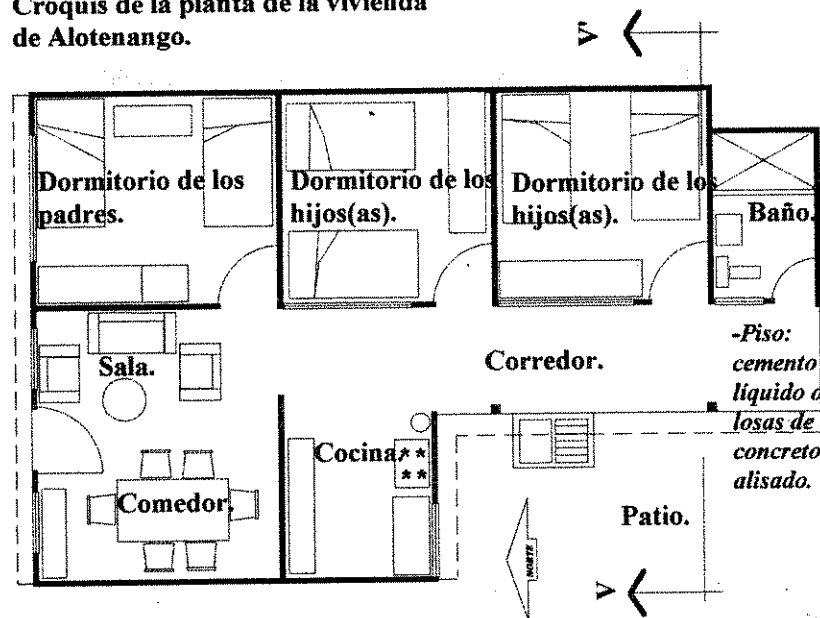 Croquis de la planta de la vivienda
de Alotenango.
V'
Dormitorio de los
padres.
Dormitorio de los
hijos(as).
Dormitorio de los
hijos(as).
Baño.
Sala.
Corredor.
-Piso:
cemento
líquido o
losas de
concreto
alisado.
Cocina.
Comedor.
Patio.
NORTE
V